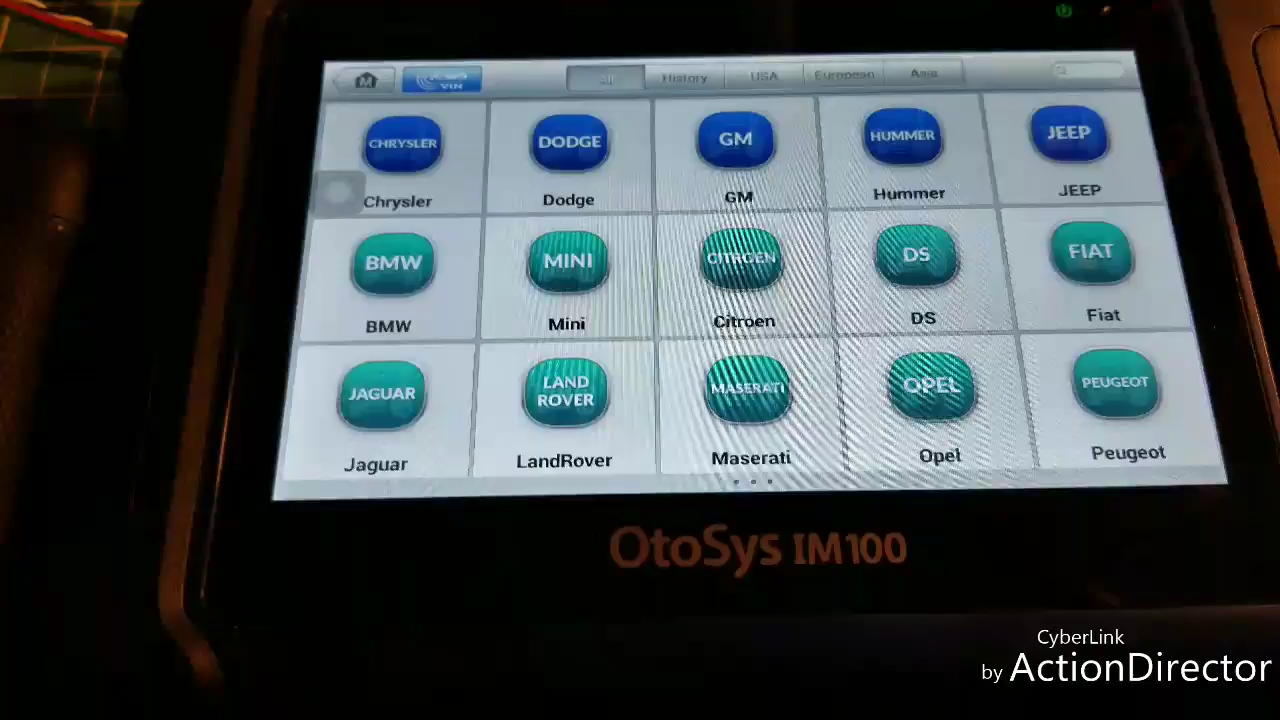 M
VIN
All History USA European Asia
CHRYSLER DODGE GM HUMMER JEEP
Chrysler Dodge GM Hummer JEEP
BMW MINI CITROEN DS FIAT
BMW Mini Citroen DS Fiat
JAGUAR LAND ROVER MASERATI OPEL PEUGEOT
Jaguar LandRover Maserati Opel Peugeot
OtoSys IM100
CyberLink
by ActionDirector